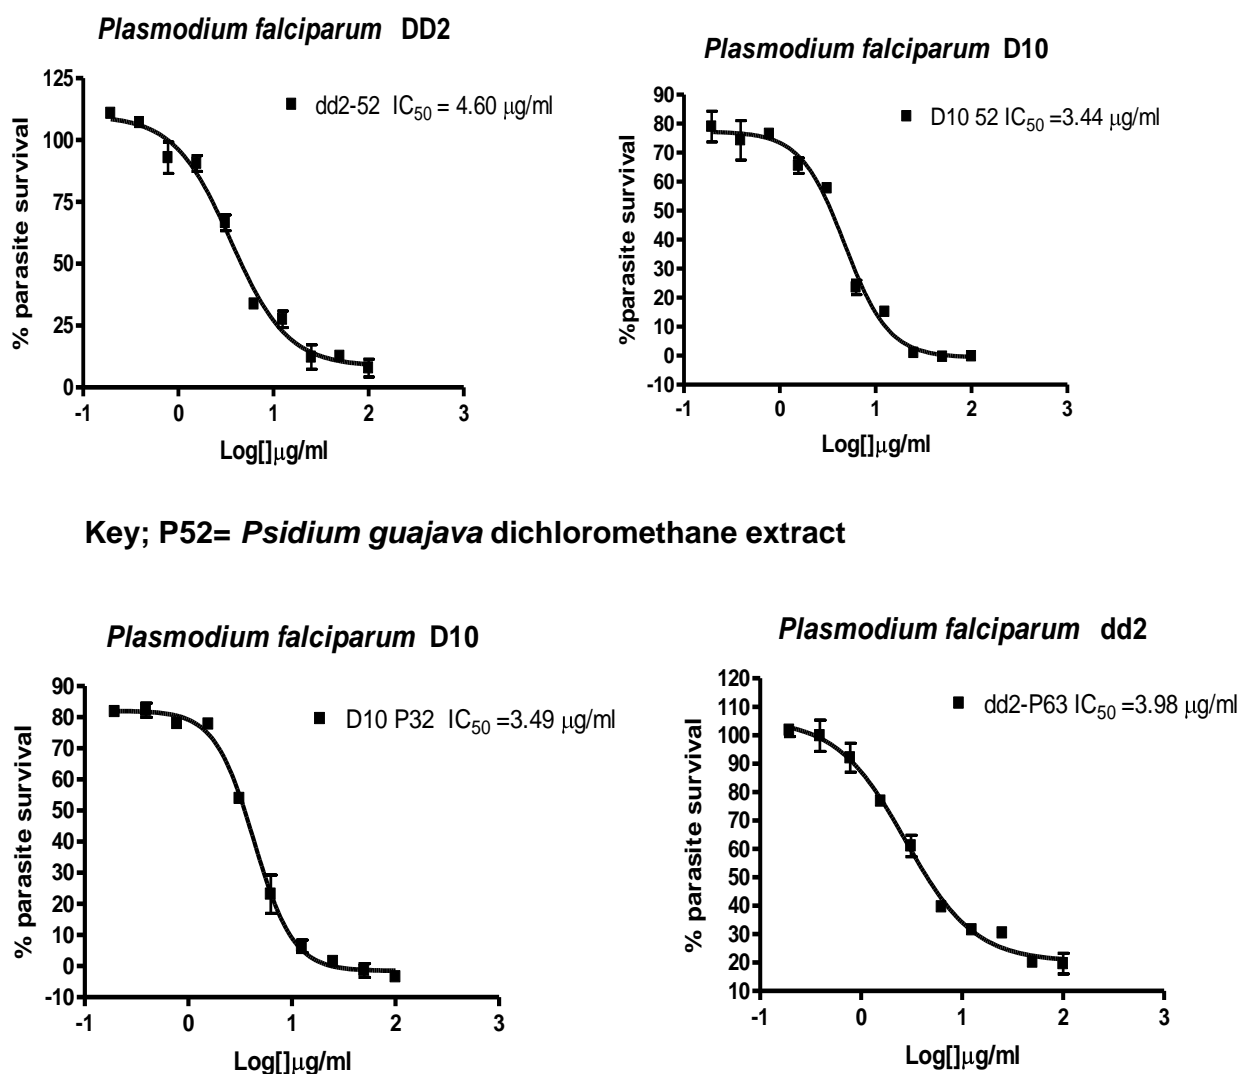 Plasmodium falciparum DD2
% parasite survival
125
100
75
50
25
0
dd2-52 IC50 = 4.60 μg/ml
-1 0 1 2 3
Log[]μg/ml
Plasmodium falciparum D10
%parasite survival
90
80
70
60
50
40
30
20
10
0
-10
D10 52 IC50 =3.44 μg/ml
-1 0 1 2 3
Log[]μg/ml
Key; P52= Psidium guajava dichloromethane extract
Plasmodium falciparum D10
% parasite survival
90
80
70
60
50
40
30
20
10
0
-10
D10 P32 IC50 =3.49 μg/ml
-1 0 1 2 3
Log[]μg/ml
Plasmodium falciparum dd2
% parasite survival
120
110
100
90
80
70
60
50
40
30
20
10
dd2-P63 IC50 =3.98 μg/ml
-1 0 1 2 3
Log[]μg/ml